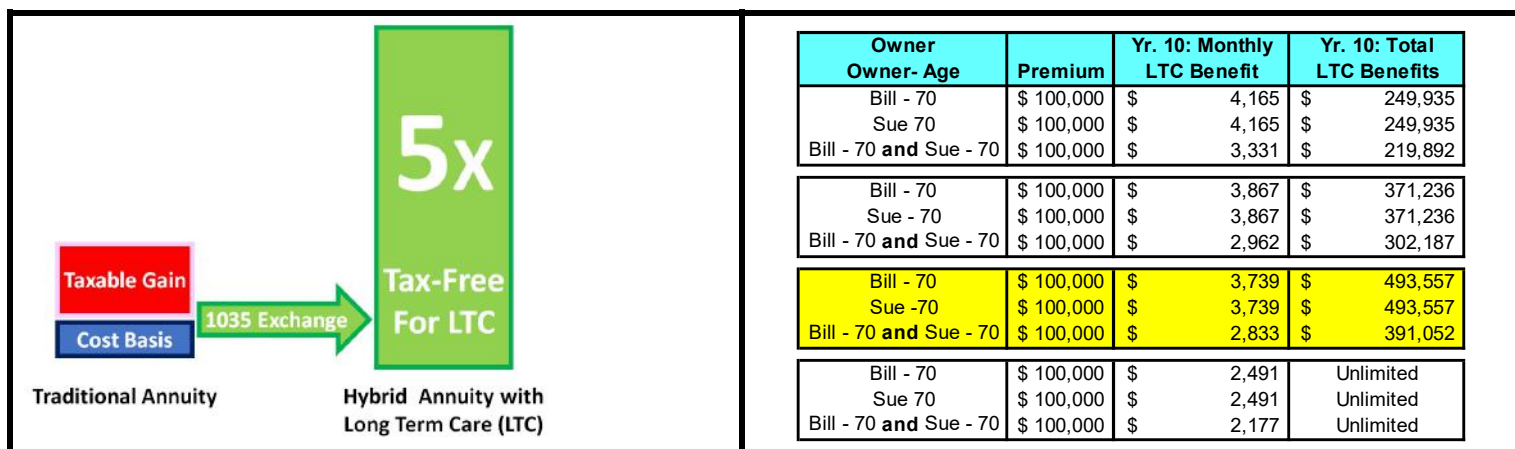 5x
Tax-Free
For LTC
Taxable Gain
Cost Basis
1035 Exchange
Traditional Annuity
Hybrid Annuity with
Long Term Care (LTC)
Owner Yr. 10: Monthly Yr. 10: Total
Owner- Age Premium LTC Benefit LTC Benefits
Bill - 70 $ 100,000 $ 4,165 $ 249,935
Sue 70 $ 100,000 $ 4,165 $ 249,935
Bill - 70 and Sue - 70 $ 100,000 $ 3,331 $ 219,892
Bill - 70 $ 100,000 $ 3,867 $ 371,236
Sue - 70 $ 100,000 $ 3,867 $ 371,236
Bill - 70 and Sue - 70 $ 100,000 $ 2,962 $ 302,187
Bill - 70 $ 100,000 $ 3,739 $ 493,557
Sue -70 $ 100,000 $ 3,739 $ 493,557
Bill - 70 and Sue - 70 $ 100,000 $ 2,833 $ 391,052
Bill - 70 $ 100,000 $ 2,491 Unlimited
Sue 70 $ 100,000 $ 2,491 Unlimited
Bill - 70 and Sue - 70 $ 100,000 $ 2,177 Unlimited